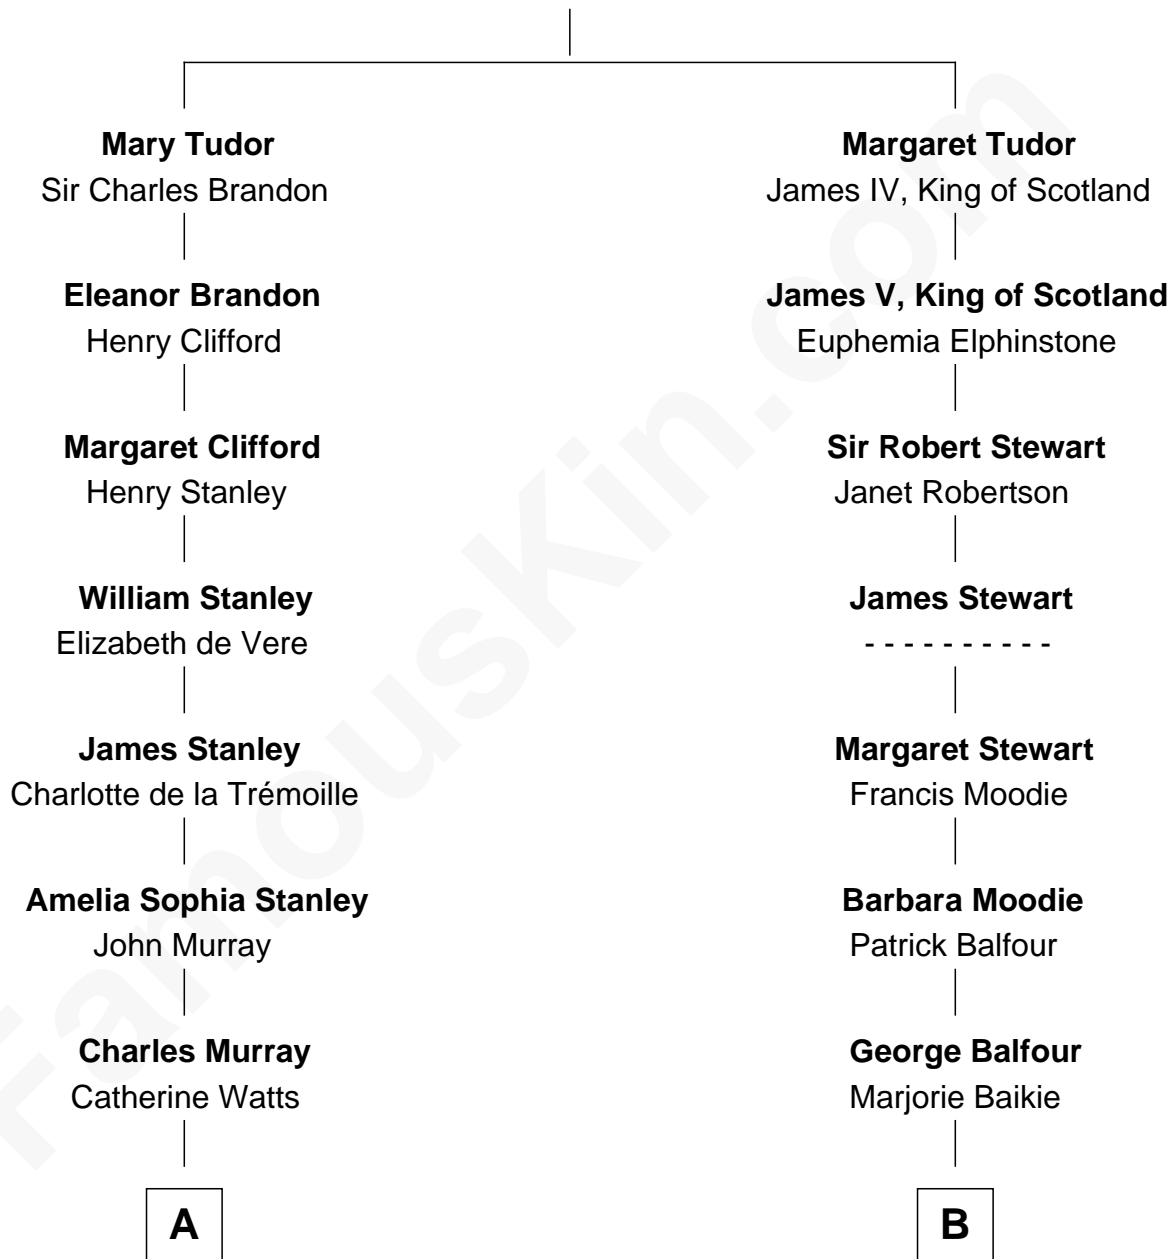 Mary Tudor
Sir Charles Brandon
Margaret Tudor
James IV, King of Scotland
Eleanor Brandon
Henry Clifford
James V, King of Scotland
Euphemia Elphinstone
Margaret Clifford
Henry Stanley
Sir Robert Stewart
Janet Robertson
William Stanley
Elizabeth de Vere
James Stewart
- - - - - - - - - -
James Stanley
Charlotte de la Trémoille
Margaret Stewart
Francis Moodie
Amelia Sophia Stanley
John Murray
Barbara Moodie
Patrick Balfour
Charles Murray
Catherine Watts
George Balfour
Marjorie Baikie
A
B
FamousKin.com